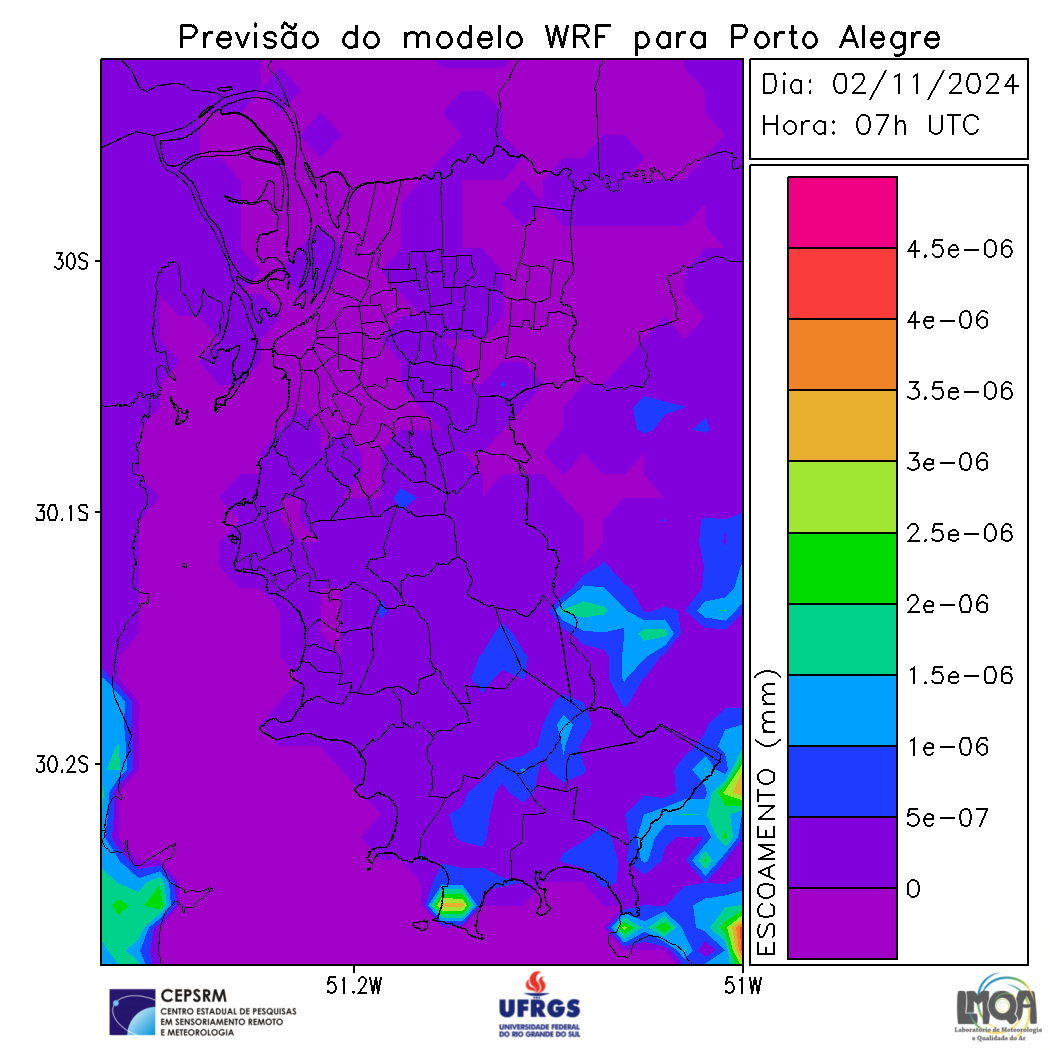 Previsão do modelo WRF para Porto Alegre
Dia: 02/11/2024
Hora: 07h UTC
30S
30.1S
30.2S
51.2W
51W
4.5e-06
4e-06
3.5e-06
3e-06
2.5e-06
2e-06
1.5e-06
1e-06
5e-07
0
ESCOAMENTO (mm)
CEPSRM
CENTRO ESTADUAL DE PESQUISAS
EM SENSORIAMENTO REMOTO
E METEOROLOGIA
UFRGS
UNIVERSIDADE FEDERAL
DO RIO GRANDE DO SUL
LMQA
Laboratório de Meteorologia
e Qualidade do Ar